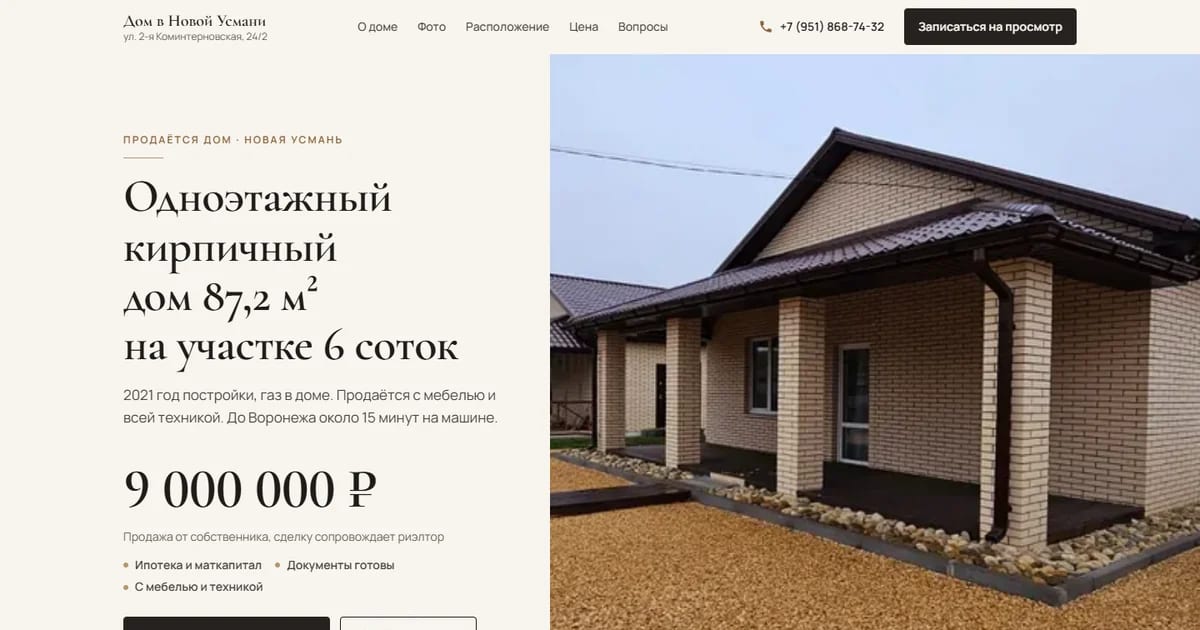 Дом в Новой Усмани
ул. 2-я Коминтерновская, 24/2
О доме
Фото
Расположение
Цена
Вопросы
+7 (951) 868-74-32
Записаться на просмотр
ПРОДАЁТСЯ ДОМ · НОВАЯ УСМАНЬ
Одноэтажный
кирпичный
дом 87,2 м²
на участке 6 соток
2021 год постройки, газ в доме. Продаётся с мебелью и
всей техникой. До Воронежа около 15 минут на машине.
9 000 000 ₽
Продажа от собственника, сделку сопровождает риэлтор
Ипотека и маткапитал
Документы готовы
С мебелью и техникой